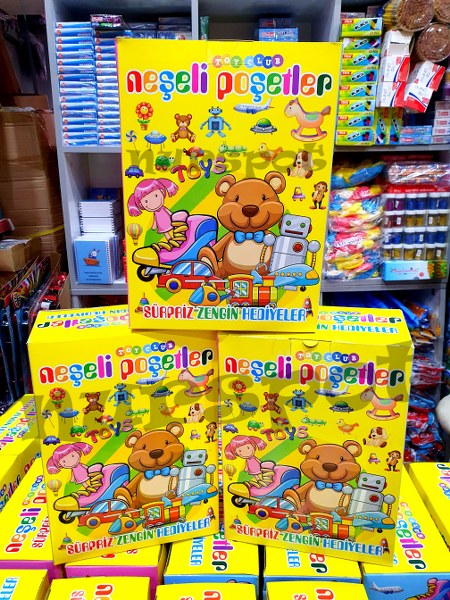 TOY CLUB
neşeli poşetler
TOYS
SÜRPRİZ ZENGİN HEDİYELER
TOY CLUB
neşeli poşetler
TOYS
SÜRPRİZ ZENGİN HEDİYELER
TOY CLUB
neşeli poşetler
TOYS
SÜRPRİZ ZENGİN HEDİYELER